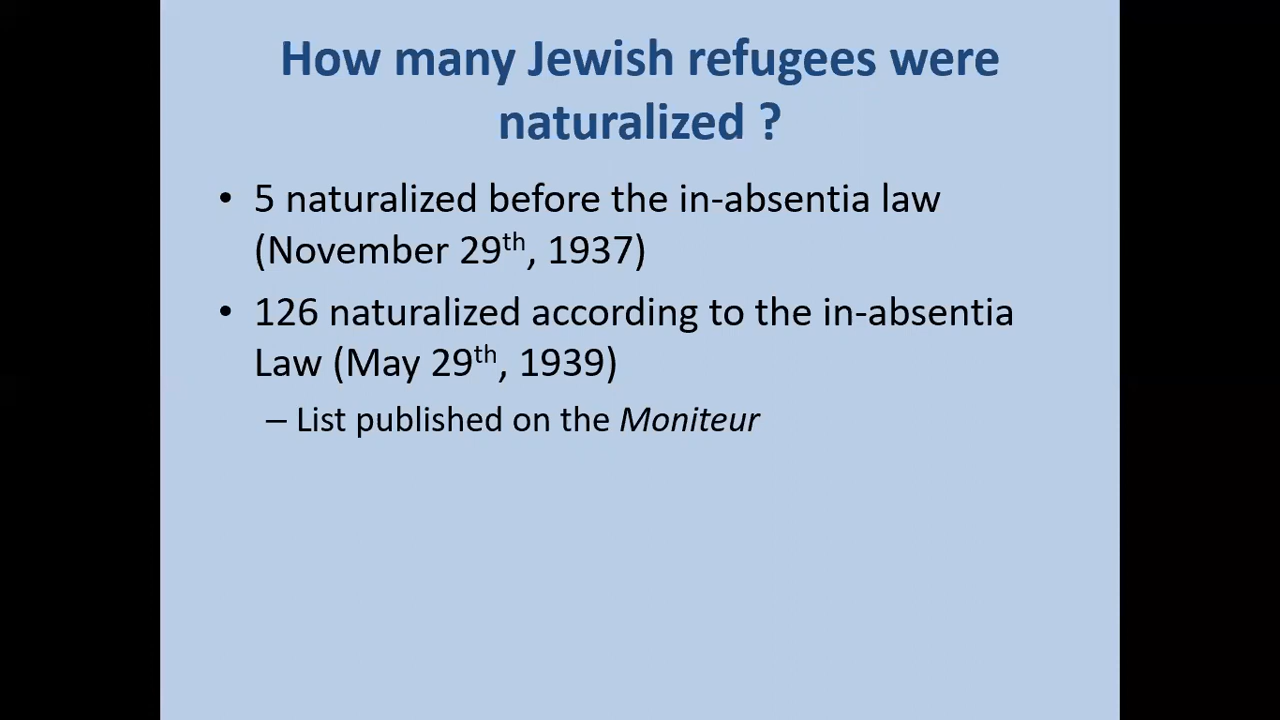 How many Jewish refugees were
naturalized ?
• 5 naturalized before the in-absentia law
(November 29th, 1937)
• 126 naturalized according to the in-absentia
Law (May 29th, 1939)
– List published on the Moniteur